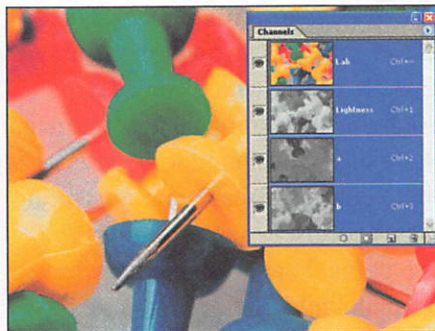 Channels
Lab Ctrl+~
Lightness Ctrl+1
a Ctrl+2
b Ctrl+3